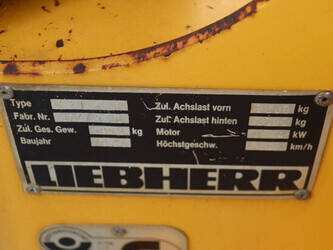 Type Zul. Achslast vorn kg
Fabr. Nr. Zul. Achslast hinten kg
Zul. Ges. Gew. kg Motor kW
Baujahr Höchstgeschw. km/h
LIEBHERR